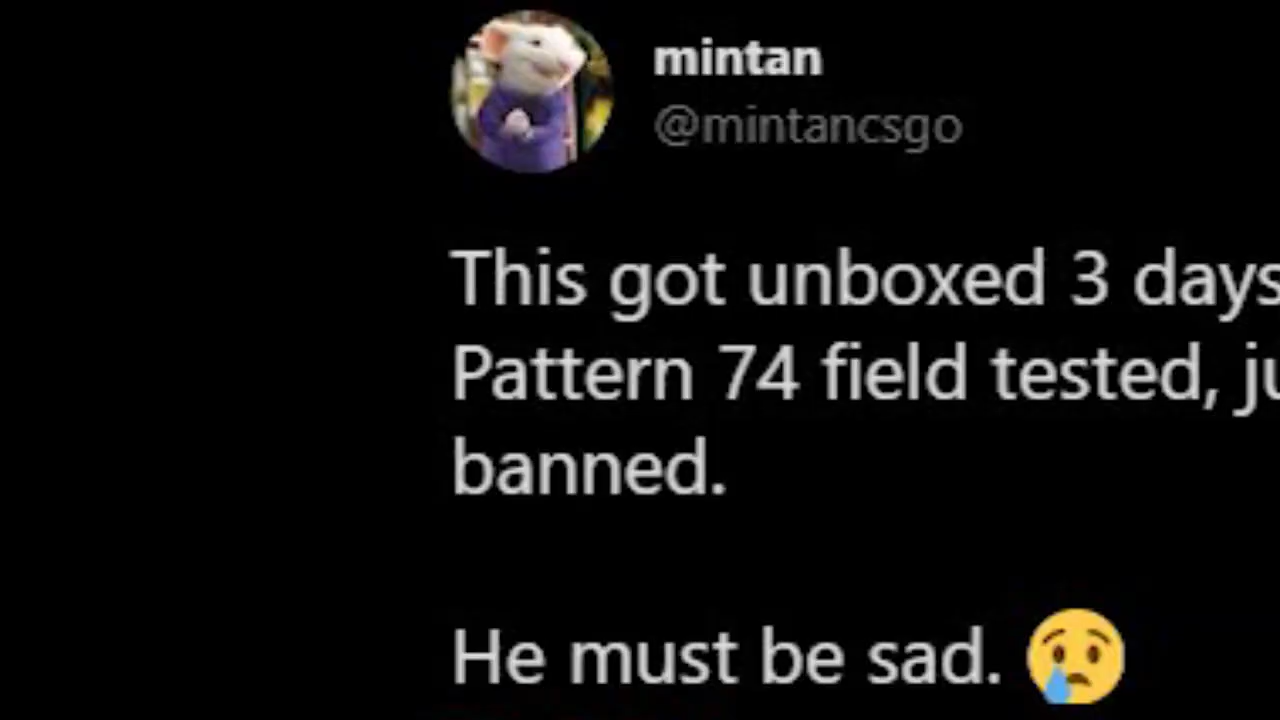 mintan
@mintancsgo
This got unboxed 3 days
Pattern 74 field tested,
banned.
He must be sad.